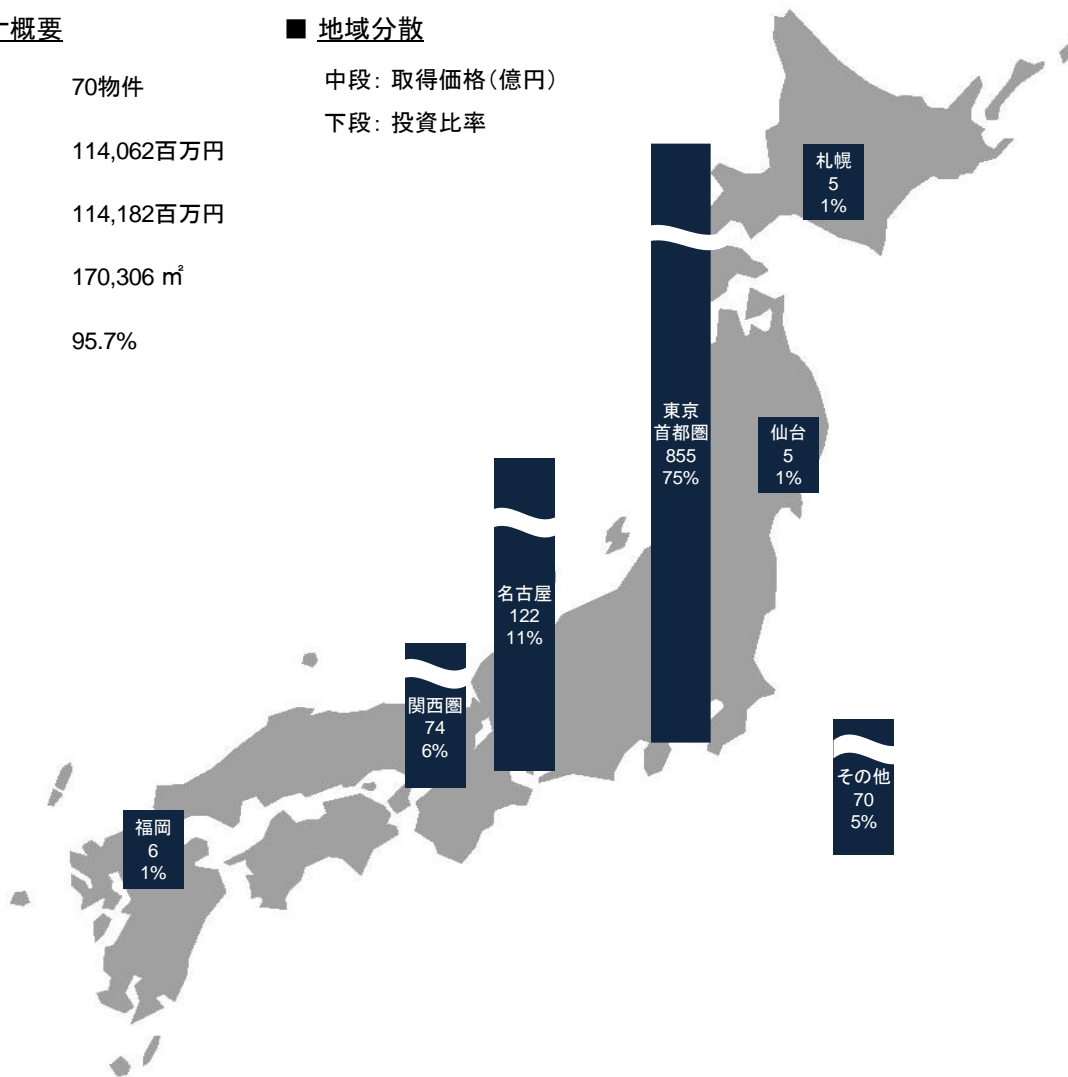 概要
70物件
114,062百万円
114,182百万円
170,306 ㎡
95.7%
■ 地域分散
中段: 取得価格(億円)
下段: 投資比率
札幌
5
1%
東京
首都圏
855
75%
仙台
5
1%
名古屋
122
11%
関西圏
74
6%
その他
70
5%
福岡
6
1%